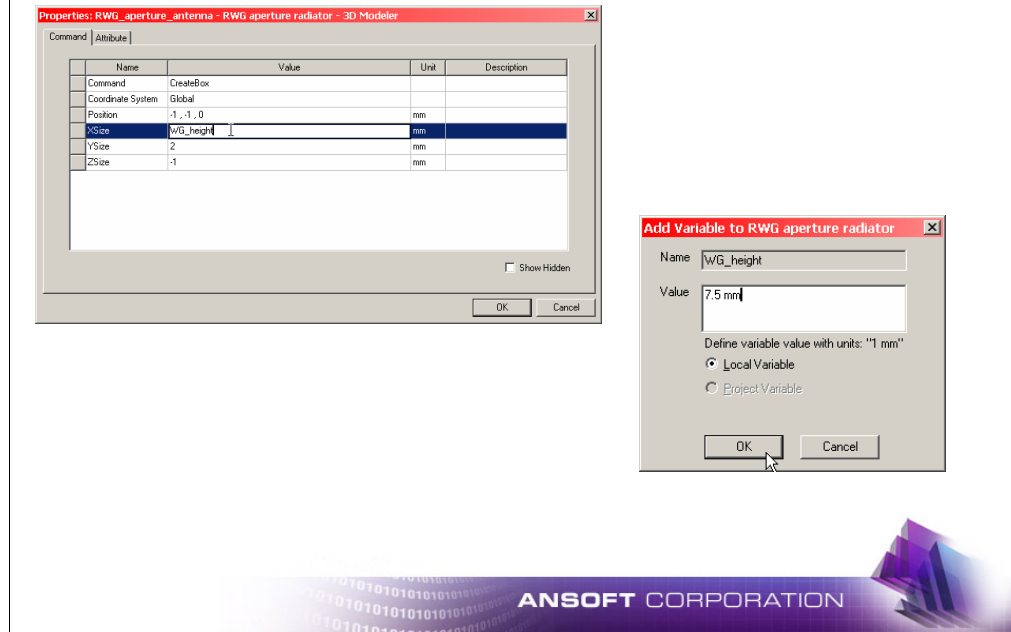 Properties: RWG_aperture_antenna - RWG aperture radiator - 3D Modeler
Command Attribute
Name Value Unit Description
Command CreateBox
Coordinate System Global
Position -1 , -1 , 0 mm
XSize WG_height mm
YSize 2 mm
ZSize -1 mm
Show Hidden
OK Cancel
Add Variable to RWG aperture radiator
Name WG_height
Value 7.5 mm
Define variable value with units: "1 mm"
Local Variable
Project Variable
OK Cancel
ANSOFT CORPORATION